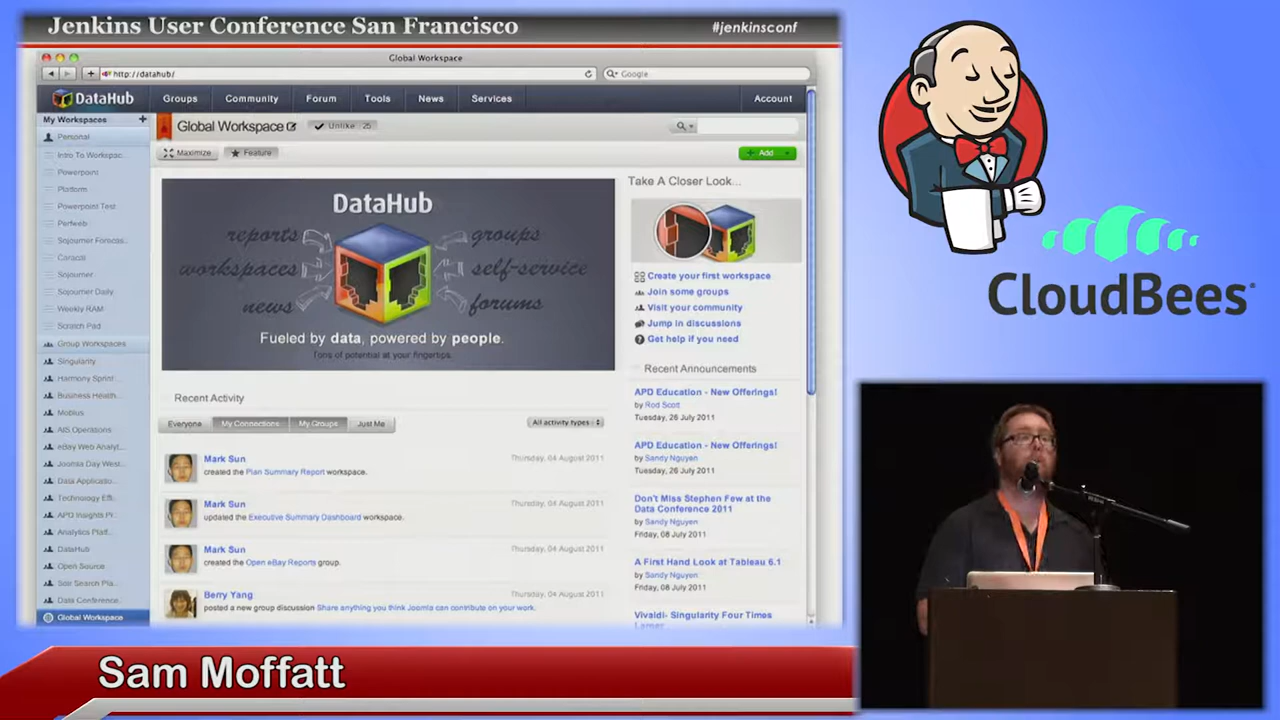 Jenkins User Conference San Francisco
#jenkinsconf
Global Workspace
http://datahub/
Google
DataHub
Groups
Community
Forum
Tools
News
Services
Account
My Workspaces
Global Workspace
Unlike 25
Personal
Intro To Workspac...
Powerpoint
Platform
Powerpoint Test
Perfweb
Sojourner Forecas..
Caracal
Sojourner
Sojourner Daily
Weekly RAM
Scratch Pad
Group Workspaces
Singularity
Harmony Sprint ...
Business Health...
Mobius
AIS Operations
eBay Web Analyt...
Joomla Day West...
Data Applicatio...
Technology Effi...
APD Insights Pr...
Analytics Platf...
DataHub
Open Source
Site Search Pla...
Data Conference...
Global Workspace
Maximize
Feature
Add
DataHub
reports
workspaces
news
groups
self-service
forums
Fueled by data, powered by people.
Tons of potential at your fingertips.
Take A Closer Look...
Create your first workspace
Join some groups
Visit your community
Jump in discussions
Get help if you need
Recent Activity
Everyone
My Connections
My Groups
Just Me
All activity types
Mark Sun
Thursday, 04 August 2011
created the Plan Summary Report workspace.
Mark Sun
Thursday, 04 August 2011
updated the Executive Summary Dashboard workspace.
Mark Sun
Thursday, 04 August 2011
created the Open eBay Reports group.
Berry Yang
Thursday, 04 August 2011
posted a new group discussion Share anything you think Joomla can contribute on your work.
Recent Announcements
APD Education - New Offerings!
by Rod Scott
Tuesday, 26 July 2011
APD Education - New Offerings!
by Sandy Nguyen
Tuesday, 26 July 2011
Don't Miss Stephen Few at the
Data Conference 2011
by Sandy Nguyen
Friday, 08 July 2011
A First Hand Look at Tableau 6.1
by Sandy Nguyen
Friday, 08 July 2011
Vivaldi- Singularity Four Times
Larger
CloudBees
Sam Moffatt